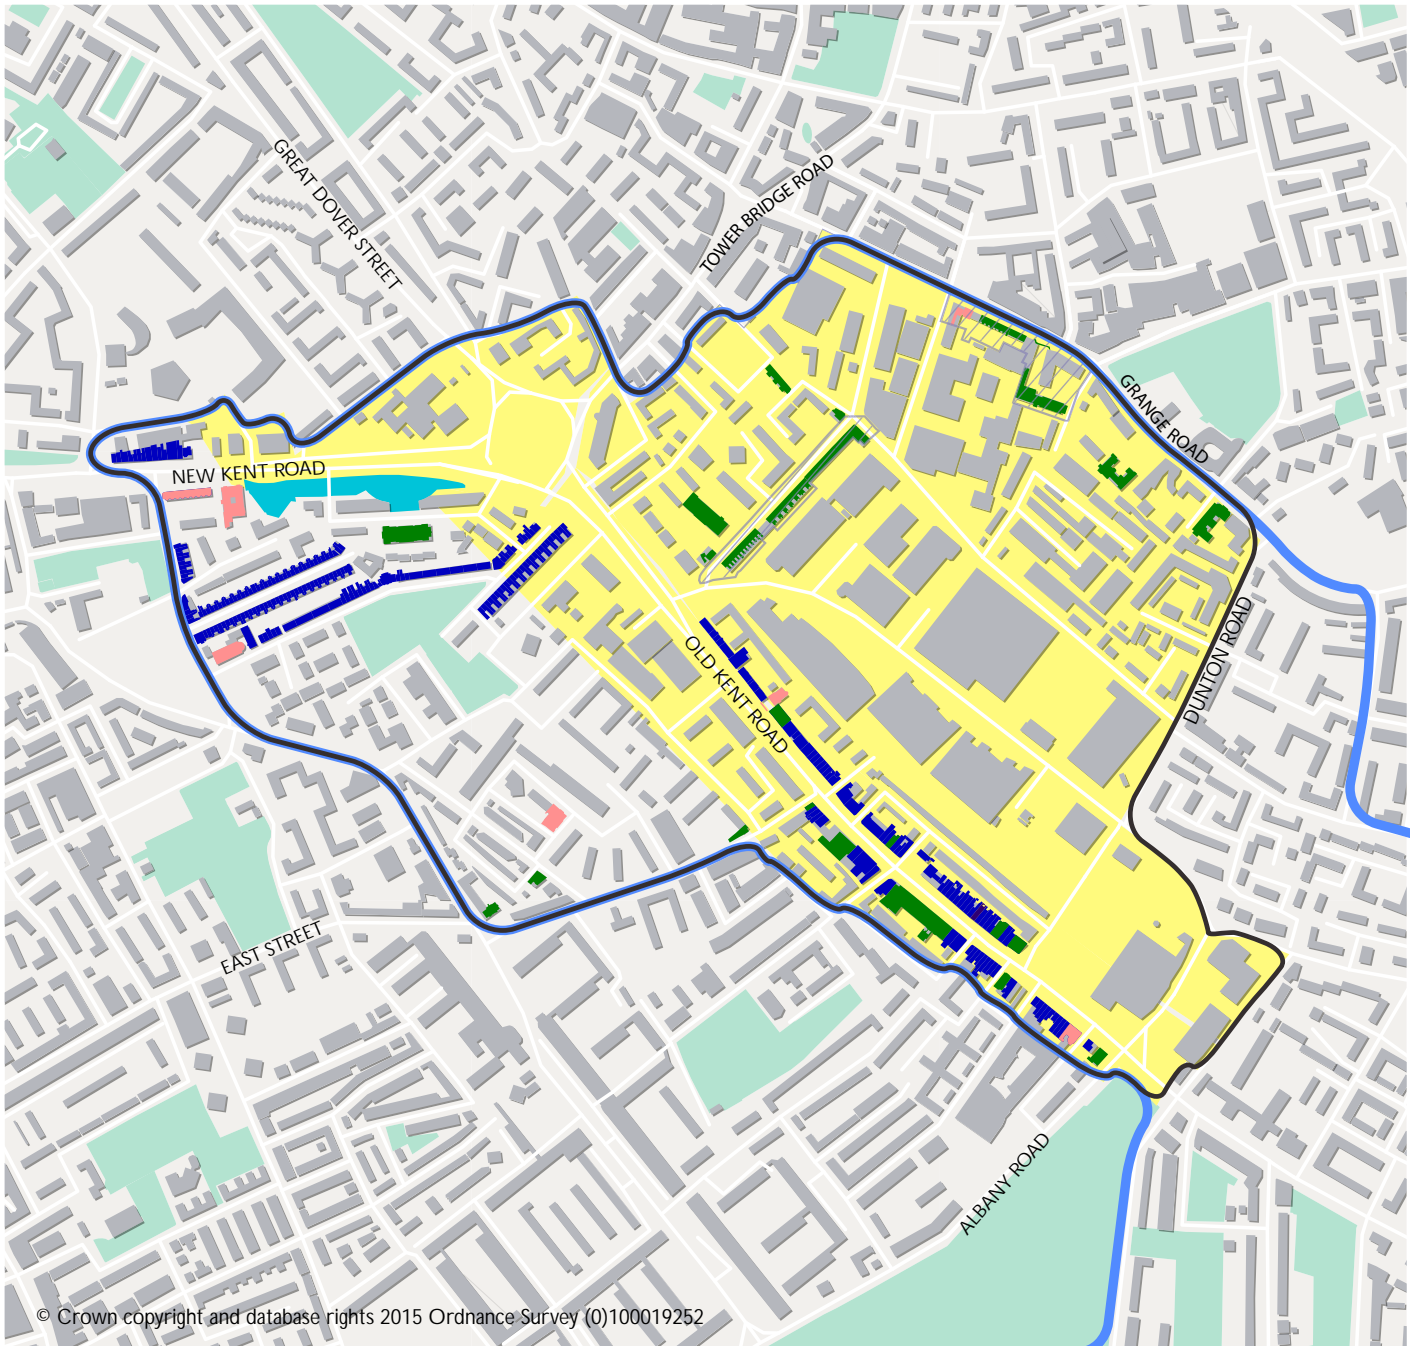 GREAT DOVER STREET
TOWER BRIDGE ROAD
GRANGE ROAD
NEW KENT ROAD
DUNTON ROAD
OLD KENT ROAD
EAST STREET
ALBANY ROAD
© Crown copyright and database rights 2015 Ordnance Survey (0)100019252